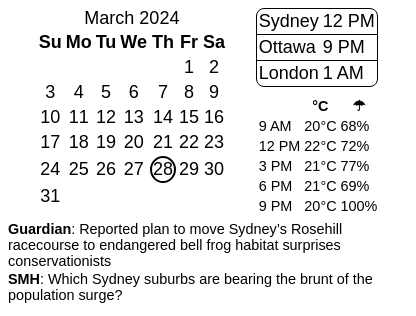 March 2024
Su Mo Tu We Th Fr Sa
1 2
3 4 5 6 7 8 9
10 11 12 13 14 15 16
17 18 19 20 21 22 23
24 25 26 27 28 29 30
31
Sydney 12 PM
Ottawa 9 PM
London 1 AM
°C ☂
9 AM 20°C 68%
12 PM 22°C 72%
3 PM 21°C 77%
6 PM 21°C 69%
9 PM 20°C 100%
Guardian: Reported plan to move Sydney's Rosehill
racecourse to endangered bell frog habitat surprises
conservationists
SMH: Which Sydney suburbs are bearing the brunt of the
population surge?